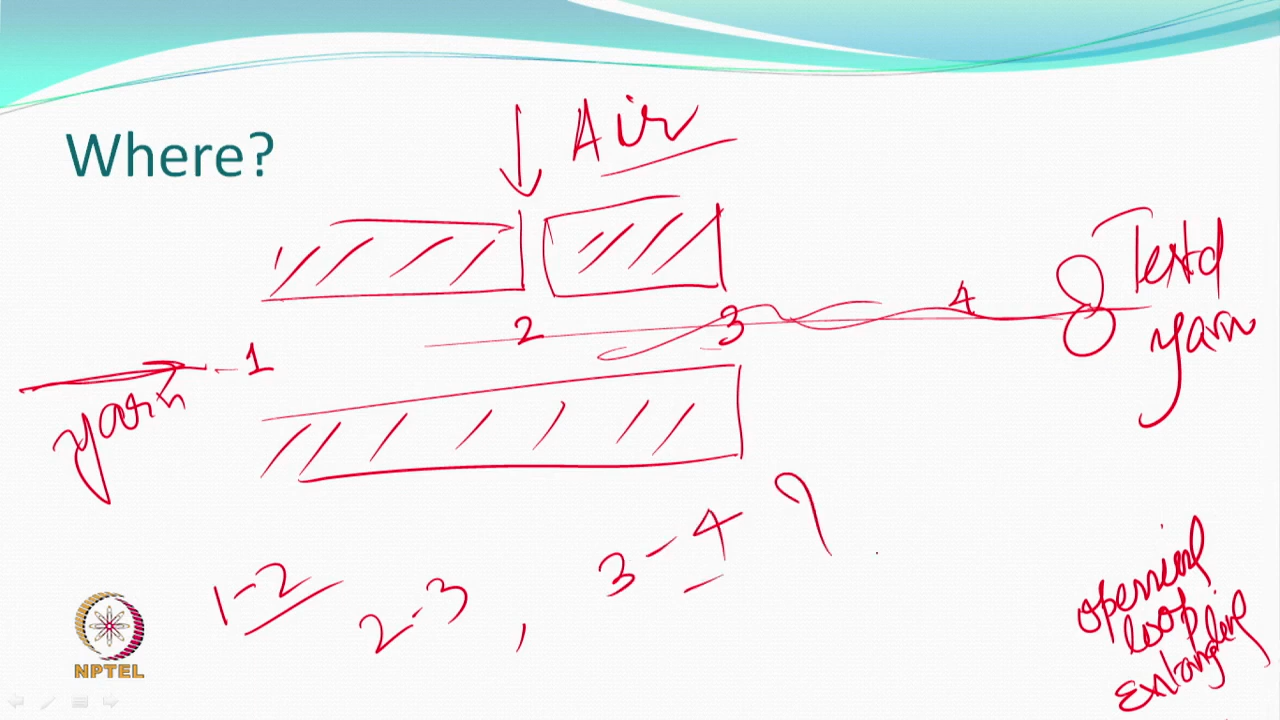 Where?
Air
Textd
yarn
yarn
1
2
3
4
1-2
2-3 ,
3-4 ?
opening
loop
entangling
NPTEL